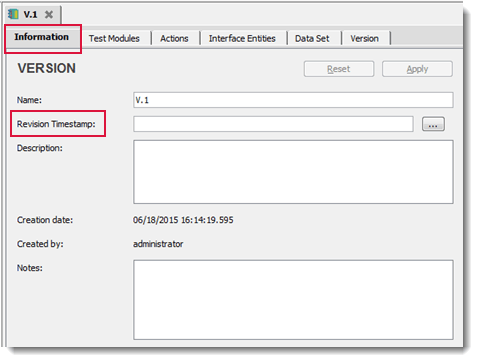 V.1
Information Test Modules Actions Interface Entities Data Set Version
VERSION Reset Apply
Name: V.1
Revision Timestamp: ...
Description:
Creation date: 06/18/2015 16:14:19.595
Created by: administrator
Notes: